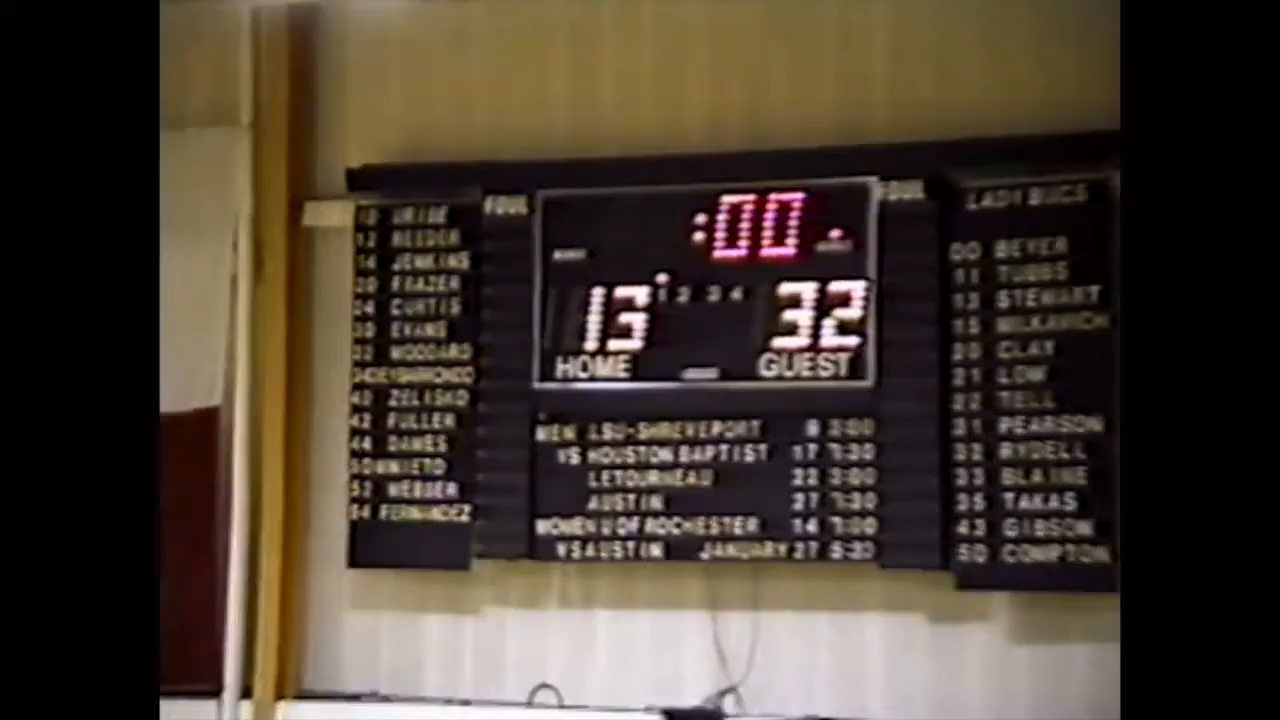 10 URIBE
12 REEDER
14 JENKINS
20 FRAZER
24 CURTIS
30 EVANS
32 WODDARD
40 ZELISKO
42 FULLER
44 DAWES
52 WEBBER
54 FERNANDEZ
FOUL
:00
1 2 3 4
13 32
HOME GUEST
MEN LSU-SHREVEPORT 8 3:00
VS HOUSTON BAPTIST 17 7:30
LETOURNEAU 22 3:00
AUSTIN 27 7:30
WOMEN U OF ROCHESTER 14 7:00
VS AUSTIN JANUARY 27 5:30
FOUL
LADY BUCS
00 BEYER
11 TUBBS
13 STEWART
15
20 CLAY
21 LOW
22 TELL
31 PEARSON
32 RYDELL
33 BLAINE
35 TAKAS
43 GIBSON
50 COMPTON